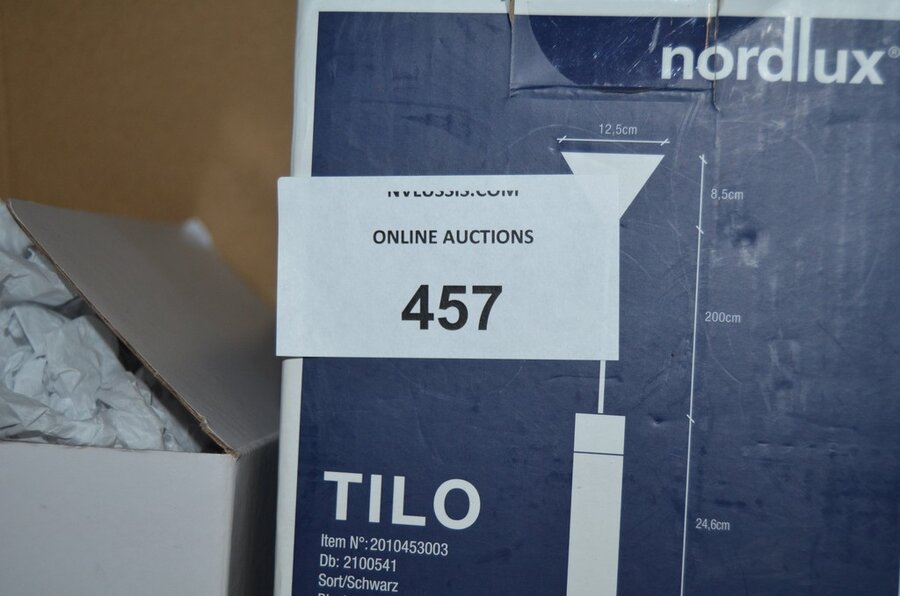 nordlux®
12,5cm
8,5cm
ONLINE AUCTIONS
457
200cm
TILO
24,6cm
Item N°: 2010453003
Db: 2100541
Sort/Schwarz